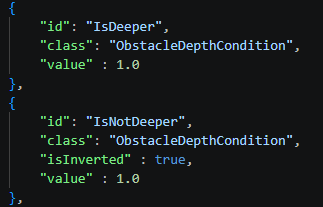 {
"id": "IsDeeper",
"class": "ObstacleDepthCondition",
"value" : 1.0
},
{
"id": "IsNotDeeper",
"class": "ObstacleDepthCondition",
"isInverted" : true,
"value" : 1.0
},